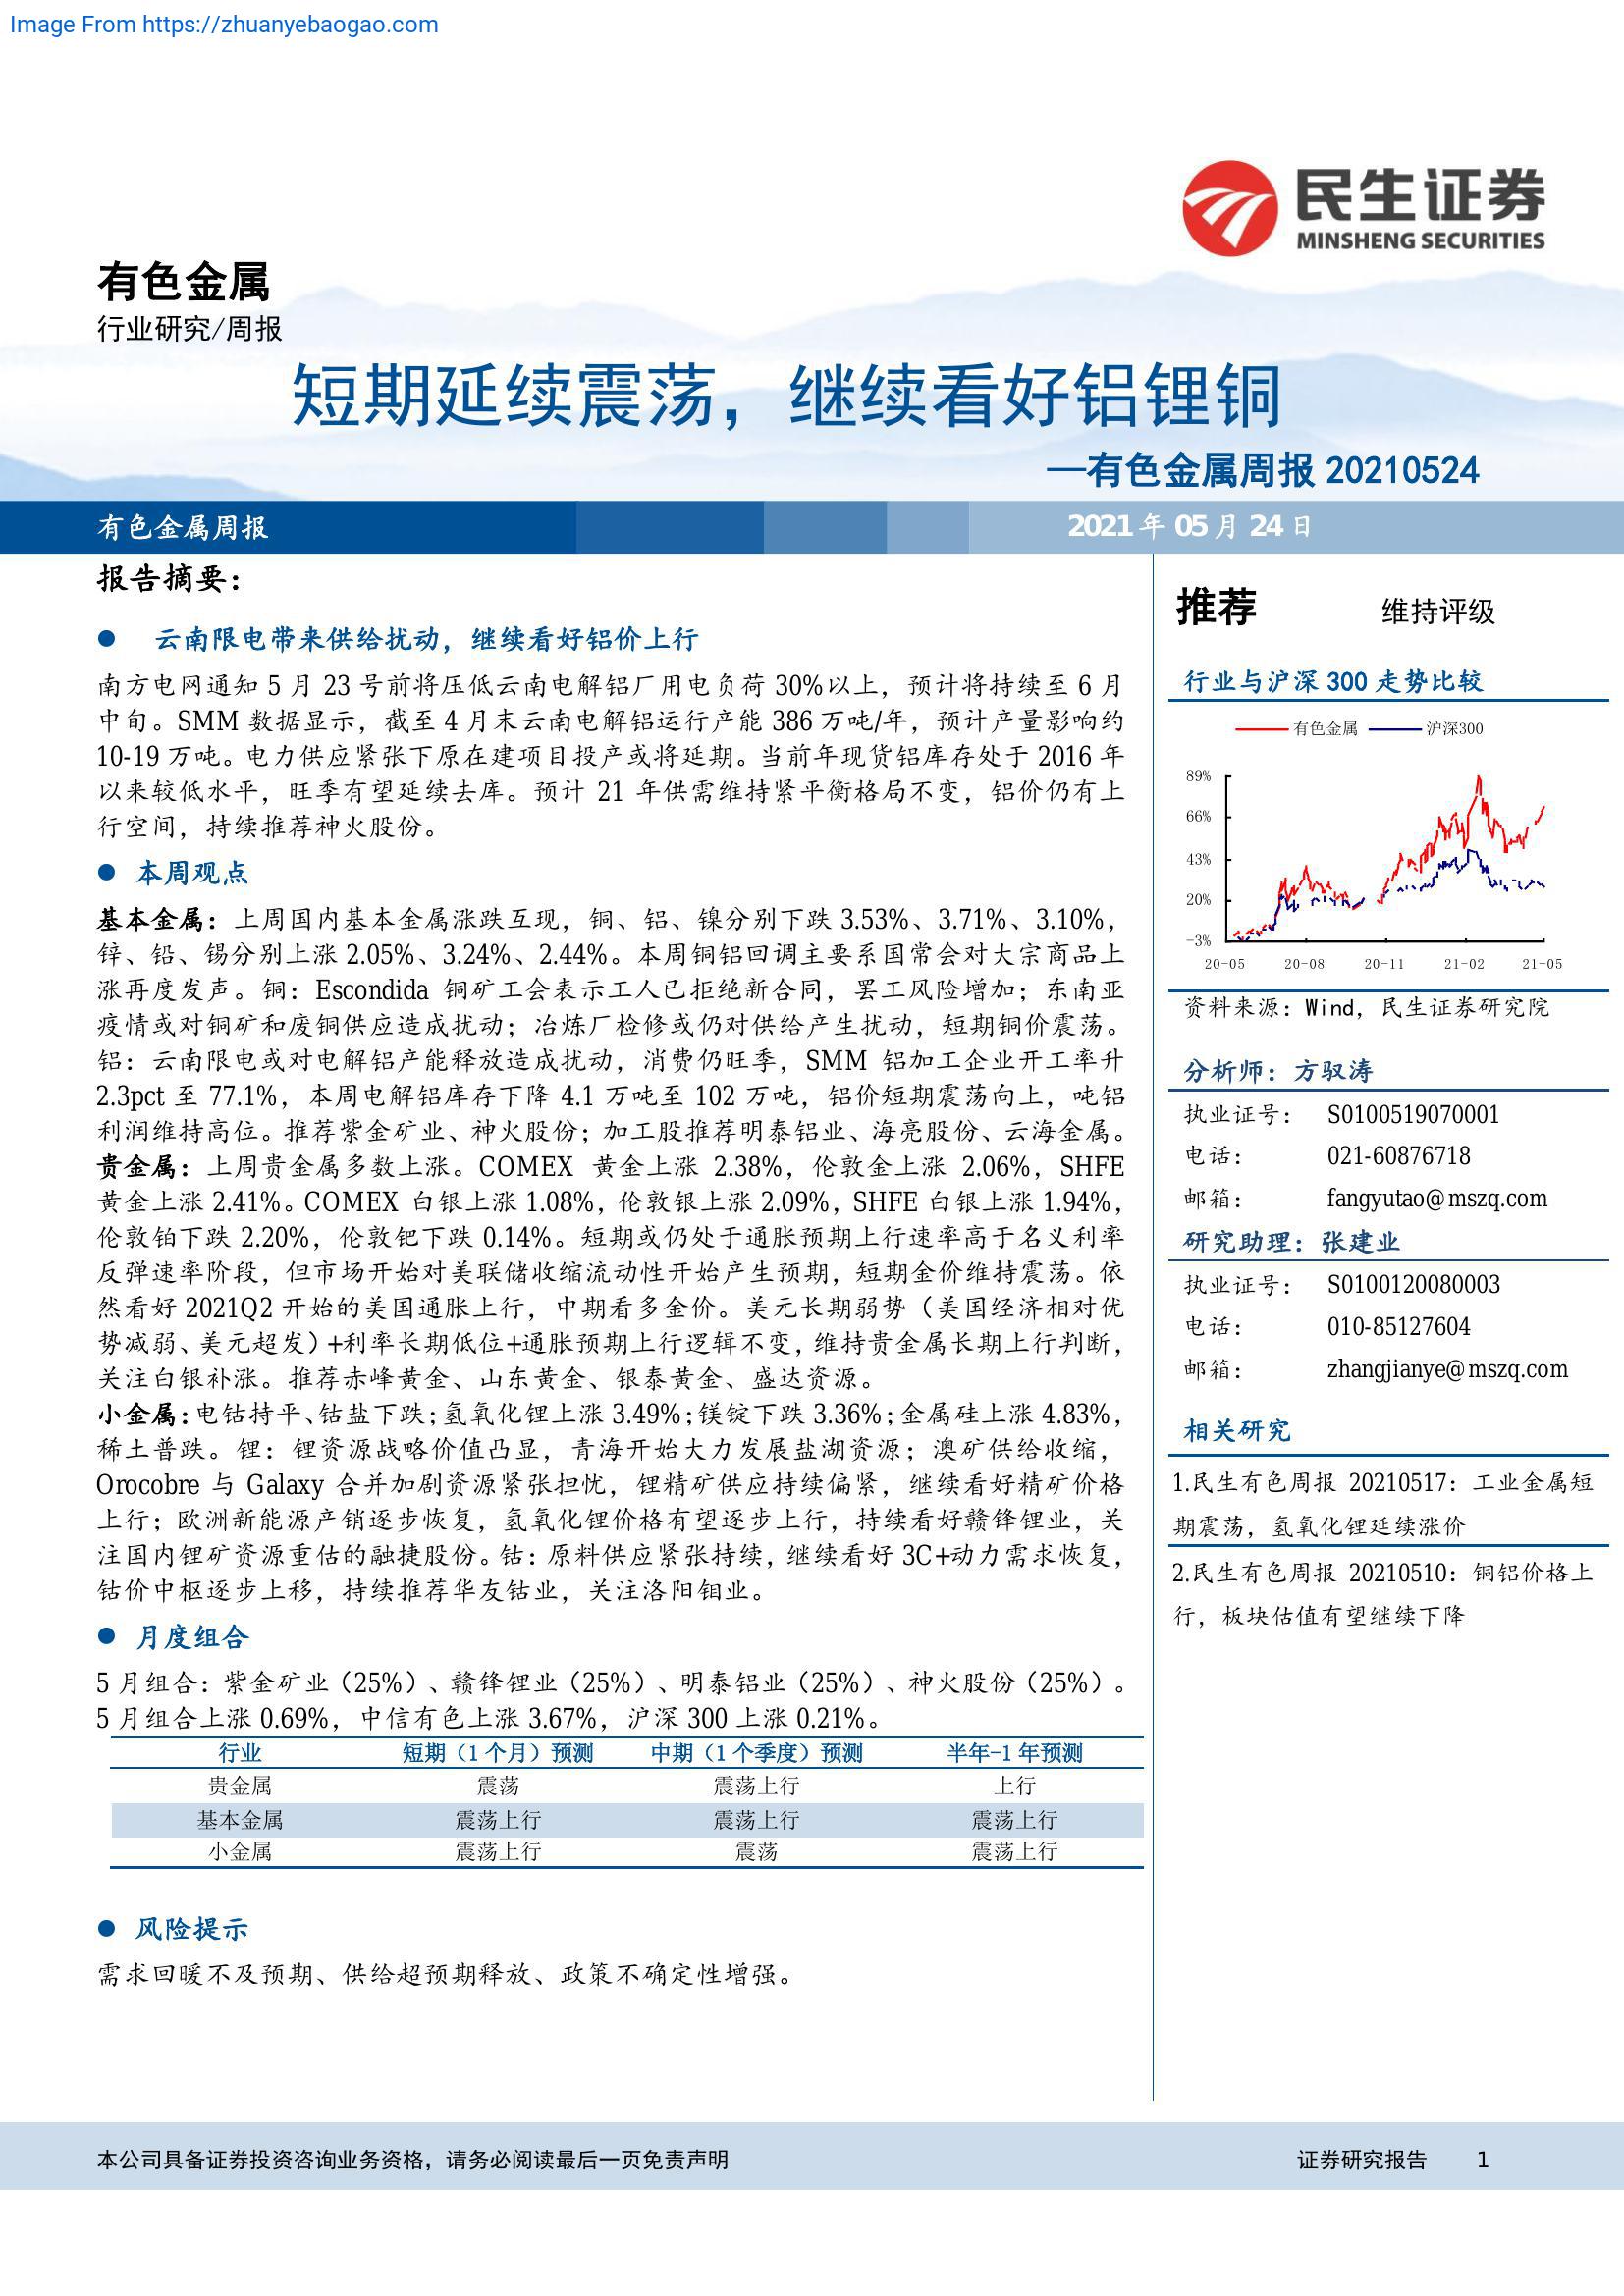 Image From https://zhuanyebaogao.com
民生证券
MINSHENG SECURITIES
有色金属
行业研究/周报
短期延续震荡，继续看好铝锂铜
—有色金属周报 20210524
有色金属周报
2021 年 05 月 24 日
报告摘要：
● 云南限电带来供给扰动，继续看好铝价上行
南方电网通知 5 月 23 号前将压低云南电解铝厂用电负荷 30%以上，预计将持续至 6 月
中旬。SMM 数据显示，截至 4 月末云南电解铝运行产能 386 万吨/年，预计产量影响约
10-19 万吨。电力供应紧张下原在建项目投产或将延期。当前年现货铝库存处于 2016 年
以来较低水平，旺季有望延续去库。预计 21 年供需维持紧平衡格局不变，铝价仍有上
行空间，持续推荐神火股份。
● 本周观点
基本金属：上周国内基本金属涨跌互现，铜、铝、镍分别下跌 3.53%、3.71%、3.10%，
锌、铅、锡分别上涨 2.05%、3.24%、2.44%。本周铜铝回调主要系国常会对大宗商品上
涨再度发声。铜：Escondida 铜矿工会表示工人已拒绝新合同，罢工风险增加；东南亚
疫情或对铜矿和废铜供应造成扰动；冶炼厂检修或仍对供给产生扰动，短期铜价震荡。
铝：云南限电或对电解铝产能释放造成扰动，消费仍旺季，SMM 铝加工企业开工率升
2.3pct 至 77.1%，本周电解铝库存下降 4.1 万吨至 102 万吨，铝价短期震荡向上，吨铝
利润维持高位。推荐紫金矿业、神火股份；加工股推荐明泰铝业、海亮股份、云海金属。
贵金属：上周贵金属多数上涨。COMEX 黄金上涨 2.38%，伦敦金上涨 2.06%，SHFE
黄金上涨 2.41%。COMEX 白银上涨 1.08%，伦敦银上涨 2.09%，SHFE 白银上涨 1.94%，
伦敦铂下跌 2.20%，伦敦钯下跌 0.14%。短期或仍处于通胀预期上行速率高于名义利率
反弹速率阶段，但市场开始对美联储收缩流动性开始产生预期，短期金价维持震荡。依
然看好 2021Q2 开始的美国通胀上行，中期看多金价。美元长期弱势（美国经济相对优
势减弱、美元超发）+利率长期低位+通胀预期上行逻辑不变，维持贵金属长期上行判断，
关注白银补涨。推荐赤峰黄金、山东黄金、银泰黄金、盛达资源。
小金属：电钴持平、钴盐下跌；氢氧化锂上涨 3.49%；镁锭下跌 3.36%；金属硅上涨 4.83%，
稀土普跌。锂：锂资源战略价值凸显，青海开始大力发展盐湖资源；澳矿供给收缩，
Orocobre 与 Galaxy 合并加剧资源紧张担忧，锂精矿供应持续偏紧，继续看好精矿价格
上行；欧洲新能源产销逐步恢复，氢氧化锂价格有望逐步上行，持续看好赣锋锂业，关
注国内锂矿资源重估的融捷股份。钴：原料供应紧张持续，继续看好 3C+动力需求恢复，
钴价中枢逐步上移，持续推荐华友钴业，关注洛阳钼业。
● 月度组合
5 月组合：紫金矿业（25%）、赣锋锂业（25%）、明泰铝业（25%）、神火股份（25%）。
5 月组合上涨 0.69%，中信有色上涨 3.67%，沪深 300 上涨 0.21%。
行业 短期（1 个月）预测 中期（1 个季度）预测 半年-1 年预测
贵金属 震荡 震荡上行 上行
基本金属 震荡上行 震荡上行 震荡上行
小金属 震荡上行 震荡 震荡上行
● 风险提示
需求回暖不及预期、供给超预期释放、政策不确定性增强。
推荐 维持评级
行业与沪深 300 走势比较
有色金属 沪深300
89%
66%
43%
20%
-3%
20-05 20-08 20-11 21-02 21-05
资料来源：Wind，民生证券研究院
分析师：方驭涛
执业证号： S0100519070001
电话： 021-60876718
邮箱： fangyutao@mszq.com
研究助理：张建业
执业证号： S0100120080003
电话： 010-85127604
邮箱： zhangjianye@mszq.com
相关研究
1.民生有色周报 20210517：工业金属短
期震荡，氢氧化锂延续涨价
2.民生有色周报 20210510：铜铝价格上
行，板块估值有望继续下降
本公司具备证券投资咨询业务资格，请务必阅读最后一页免责声明
证券研究报告 1